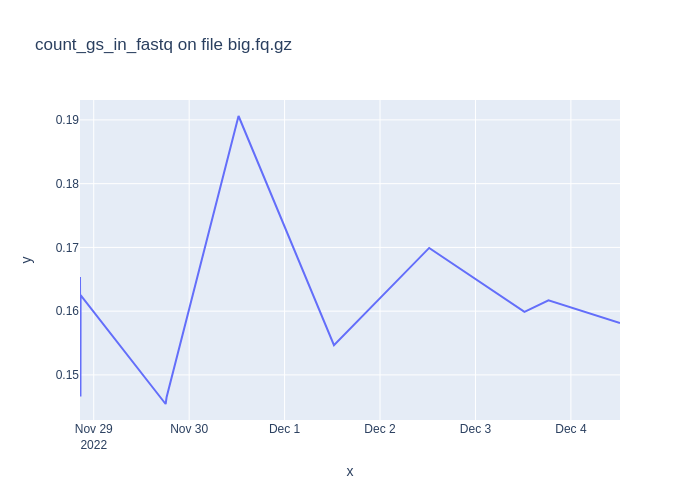 count_gs_in_fastq on file big.fq.gz
0.19
0.18
0.17
0.16
0.15
y
Nov 29 Nov 30 Dec 1 Dec 2 Dec 3 Dec 4
2022
x